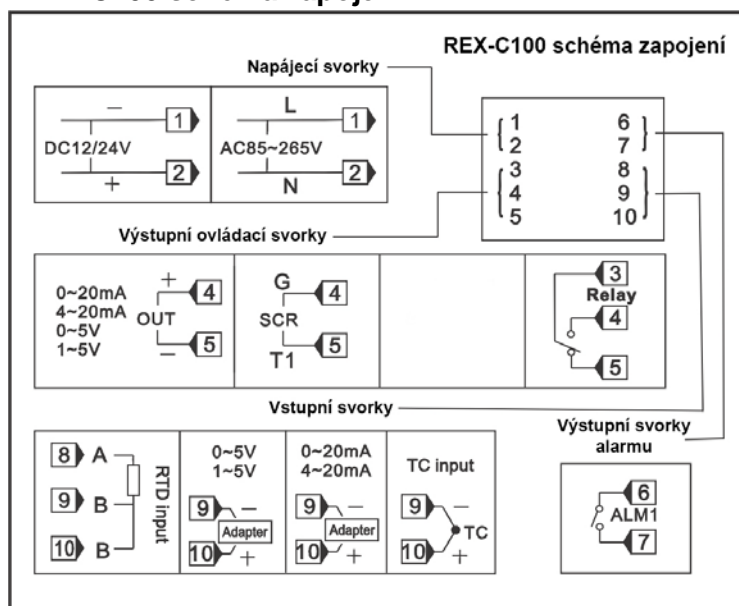 REX-C100 schéma zapojení
Napájecí svorky
− 1
DC12/24V
+ 2
L 1
AC85~265V
N 2
1 6
2 7
3 8
4 9
5 10
Výstupní ovládací svorky
0~20mA
4~20mA
0~5V
1~5V
+ 4
OUT
− 5
G 4
SCR
T1 5
3
Relay
4
5
Vstupní svorky
Výstupní svorky
alarmu
8 A
9 B
10 B
RTD input
0~5V
1~5V
9 −
Adapter
10 +
0~20mA
4~20mA
9 −
Adapter
10 +
TC input
9 −
TC
10 +
6
ALM1
7